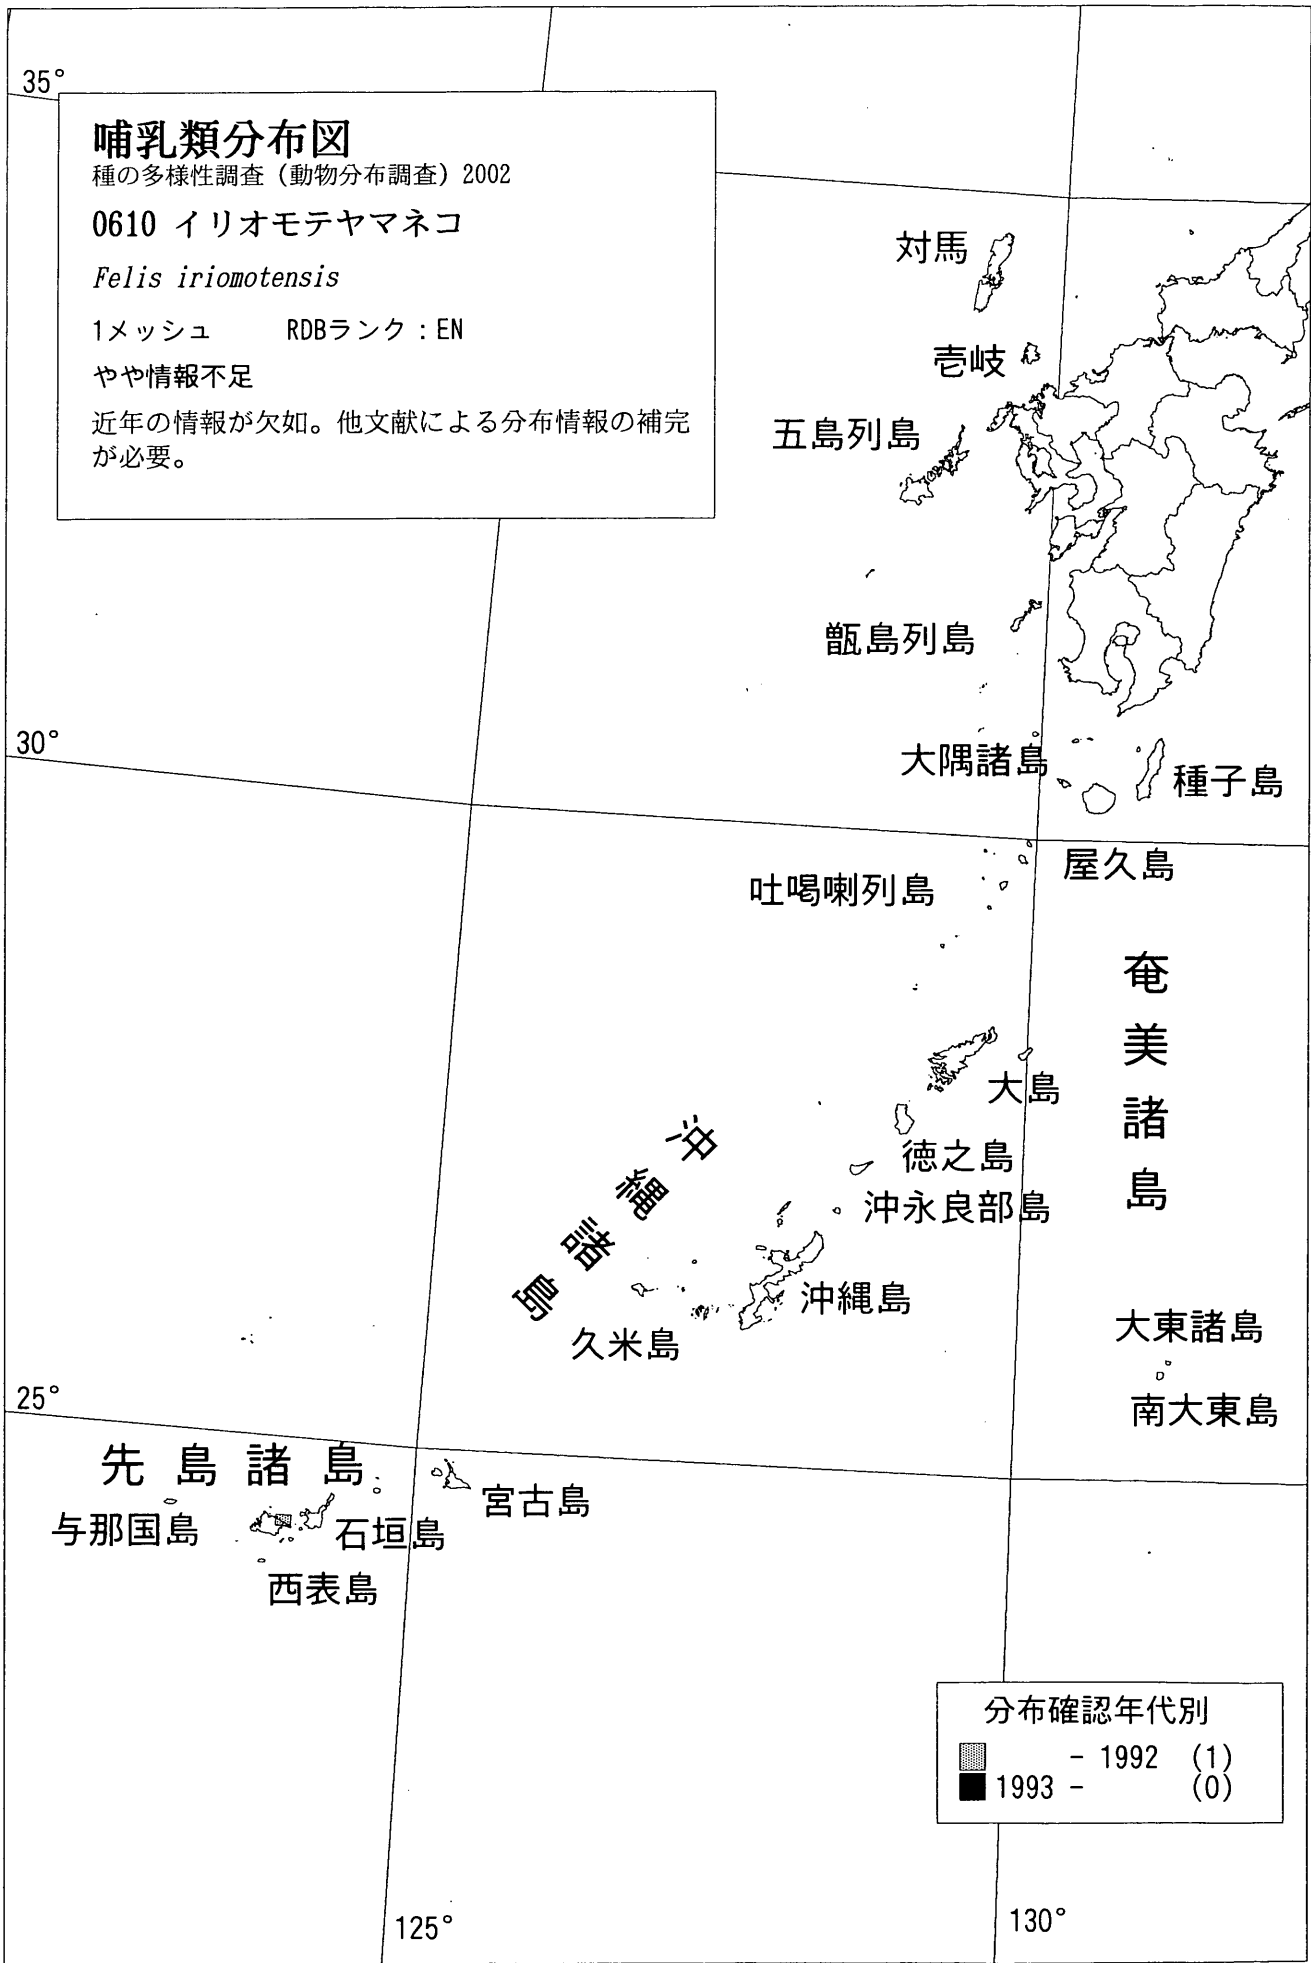 35°
哺乳類分布図
種の多様性調査（動物分布調査）2002
0610 イリオモテヤマネコ
Felis iriomotensis
1メッシュ　　RDBランク：EN
やや情報不足
近年の情報が欠如。他文献による分布情報の補完
が必要。
対馬
壱岐
五島列島
甑島列島
30°
大隅諸島
種子島
屋久島
吐喝喇列島
奄美諸島
大島
徳之島
沖永良部島
沖縄諸島
沖縄島
久米島
大東諸島
南大東島
25°
先島諸島
宮古島
与那国島
石垣島
西表島
分布確認年代別
- 1992 (1)
1993 - (0)
125°
130°